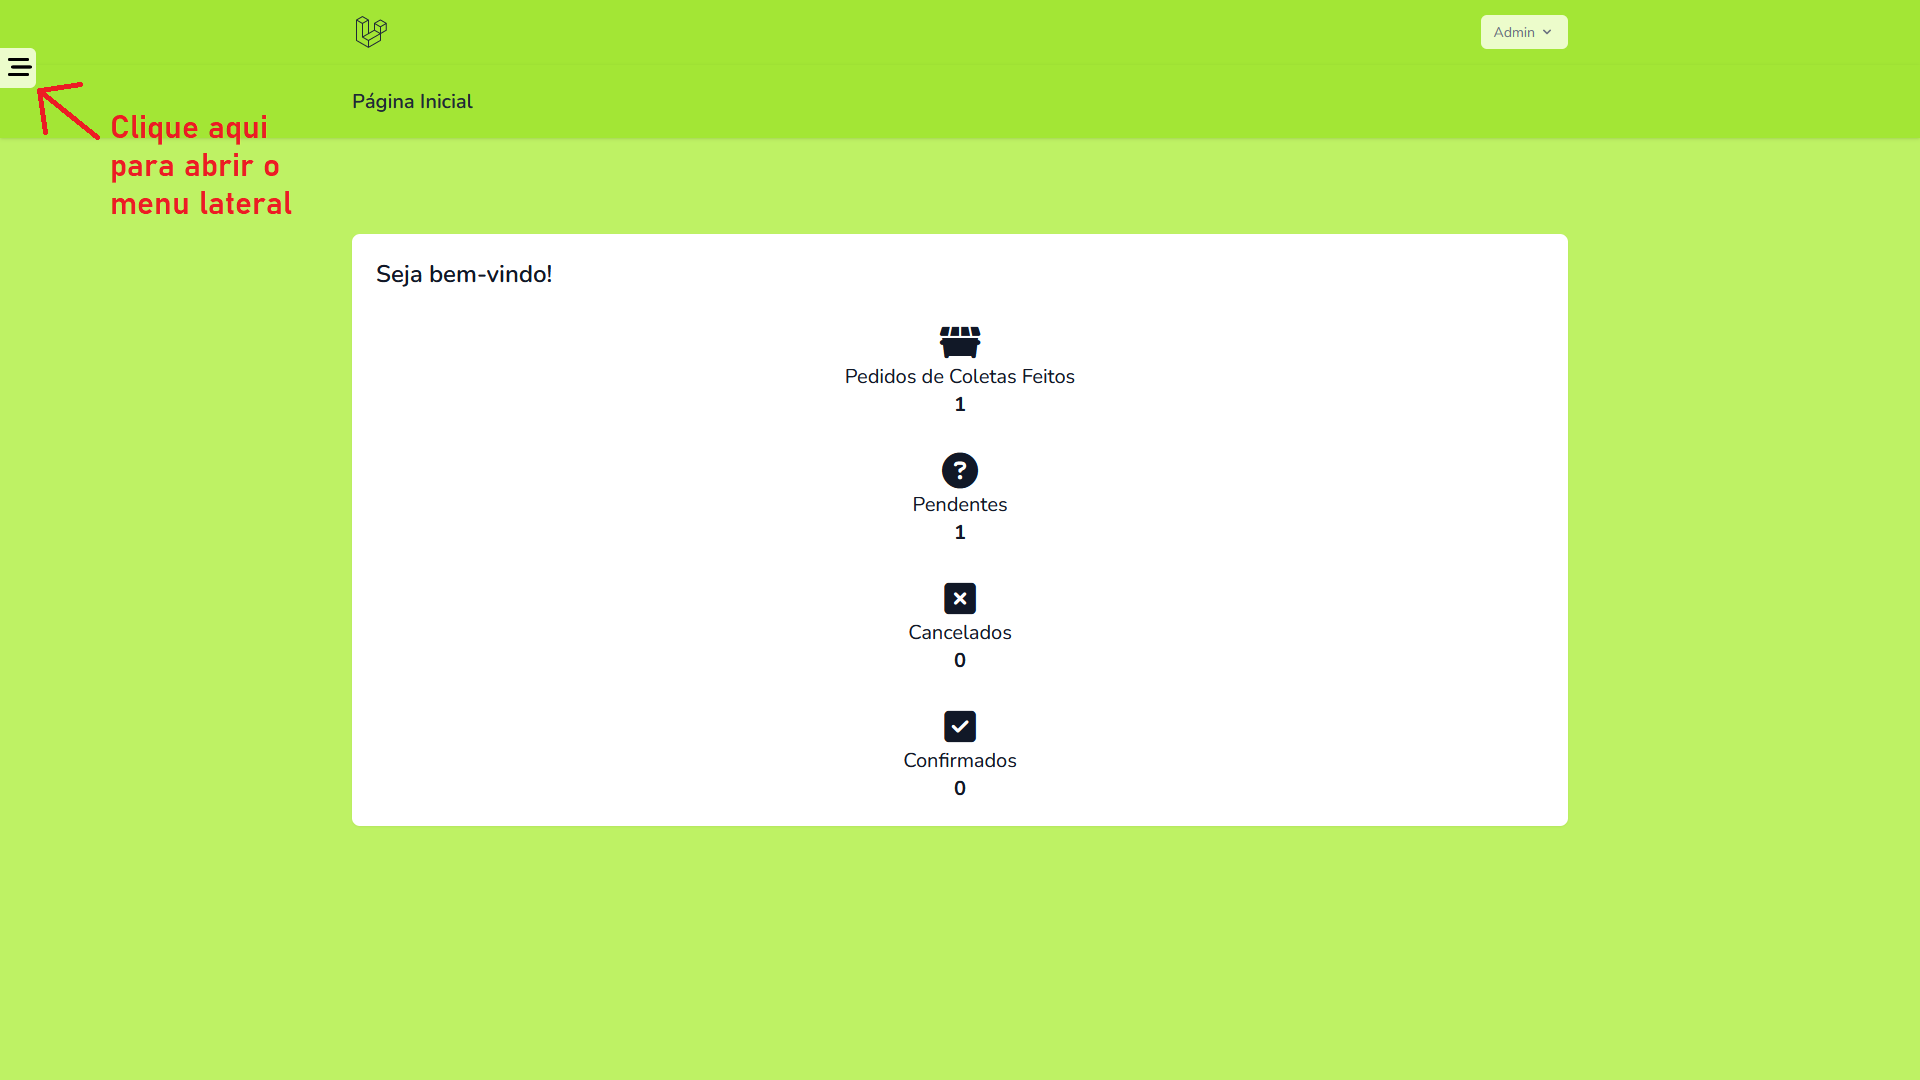 Admin
Página Inicial
Clique aqui
para abrir o
menu lateral
Seja bem-vindo!
Pedidos de Coletas Feitos
1
Pendentes
1
Cancelados
0
Confirmados
0